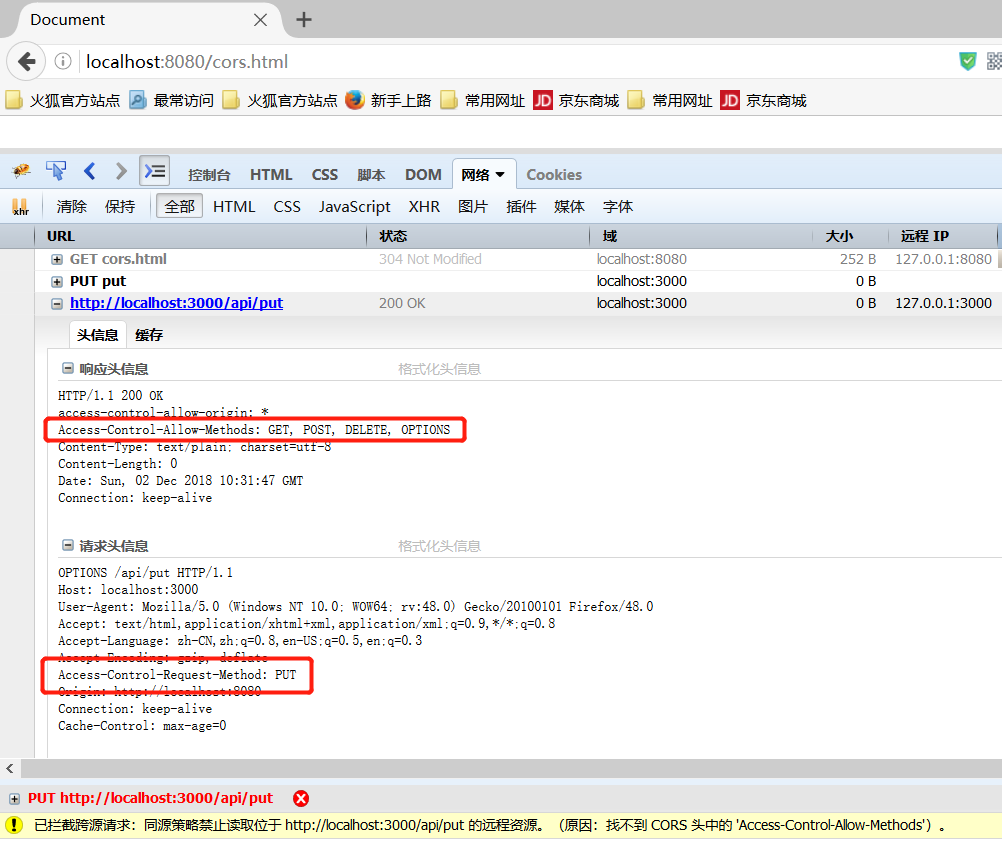 Document
localhost:8080/cors.html
火狐官方站点 最常访问 火狐官方站点 新手上路 常用网址 JD 京东商城 常用网址 JD 京东商城
控制台 HTML CSS 脚本 DOM 网络 Cookies
xhr 清除 保持 全部 HTML CSS JavaScript XHR 图片 插件 媒体 字体
URL 状态 域 大小 远程 IP
GET cors.html 304 Not Modified localhost:8080 252 B 127.0.0.1:8080
PUT put localhost:3000 0 B
http://localhost:3000/api/put 200 OK localhost:3000 0 B 127.0.0.1:3000
头信息 缓存
响应头信息 格式化头信息
HTTP/1.1 200 OK
access-control-allow-origin: *
Access-Control-Allow-Methods: GET, POST, DELETE, OPTIONS
Content-Type: text/plain; charset=utf-8
Content-Length: 0
Date: Sun, 02 Dec 2018 10:31:47 GMT
Connection: keep-alive
请求头信息 格式化头信息
OPTIONS /api/put HTTP/1.1
Host: localhost:3000
User-Agent: Mozilla/5.0 (Windows NT 10.0; WOW64; rv:48.0) Gecko/20100101 Firefox/48.0
Accept: text/html,application/xhtml+xml,application/xml;q=0.9,*/*;q=0.8
Accept-Language: zh-CN,zh;q=0.8,en-US;q=0.5,en;q=0.3
Accept-Encoding: gzip, deflate
Access-Control-Request-Method: PUT
Origin: http://localhost:8080
Connection: keep-alive
Cache-Control: max-age=0
PUT http://localhost:3000/api/put
已拦截跨源请求：同源策略禁止读取位于 http://localhost:3000/api/put 的远程资源。（原因：找不到 CORS 头中的 'Access-Control-Allow-Methods'）。